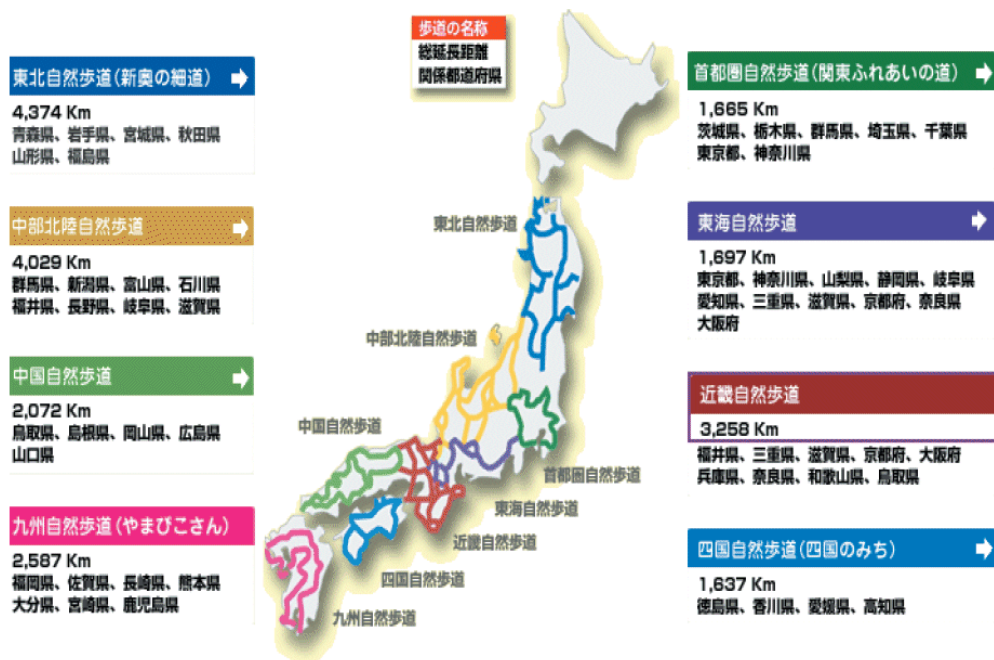 歩道の名称
総延長距離
関係都道府県
東北自然歩道(新奥の細道)
4,374 Km
青森県、岩手県、宮城県、秋田県
山形県、福島県
中部北陸自然歩道
4,029 Km
群馬県、新潟県、富山県、石川県
福井県、長野県、岐阜県、滋賀県
中国自然歩道
2,072 Km
鳥取県、島根県、岡山県、広島県
山口県
九州自然歩道(やまびこさん)
2,587 Km
福岡県、佐賀県、長崎県、熊本県
大分県、宮崎県、鹿児島県
東北自然歩道
中部北陸自然歩道
中国自然歩道
首都圏自然歩道
東海自然歩道
近畿自然歩道
四国自然歩道
九州自然歩道
首都圏自然歩道(関東ふれあいの道)
1,665 Km
茨城県、栃木県、群馬県、埼玉県、千葉県
東京都、神奈川県
東海自然歩道
1,697 Km
東京都、神奈川県、山梨県、静岡県、岐阜県
愛知県、三重県、滋賀県、京都府、奈良県
大阪府
近畿自然歩道
3,258 Km
福井県、三重県、滋賀県、京都府、大阪府
兵庫県、奈良県、和歌山県、鳥取県
四国自然歩道(四国のみち)
1,637 Km
徳島県、香川県、愛媛県、高知県